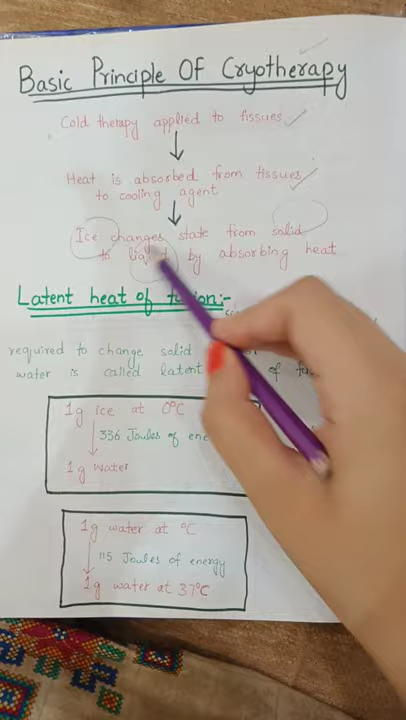 Basic Principle Of Cryotherapy
Cold therapy applied to tissues
Heat is absorbed from tissues
to cooling agent
Ice changes state from solid
to by absorbing heat
Latent heat of fusion:-
required to change solid
water is called latent of
1g ice at 0°C
336 Joules of
1g water
1g water at °C
115 Joules of energy
1g water at 37°C